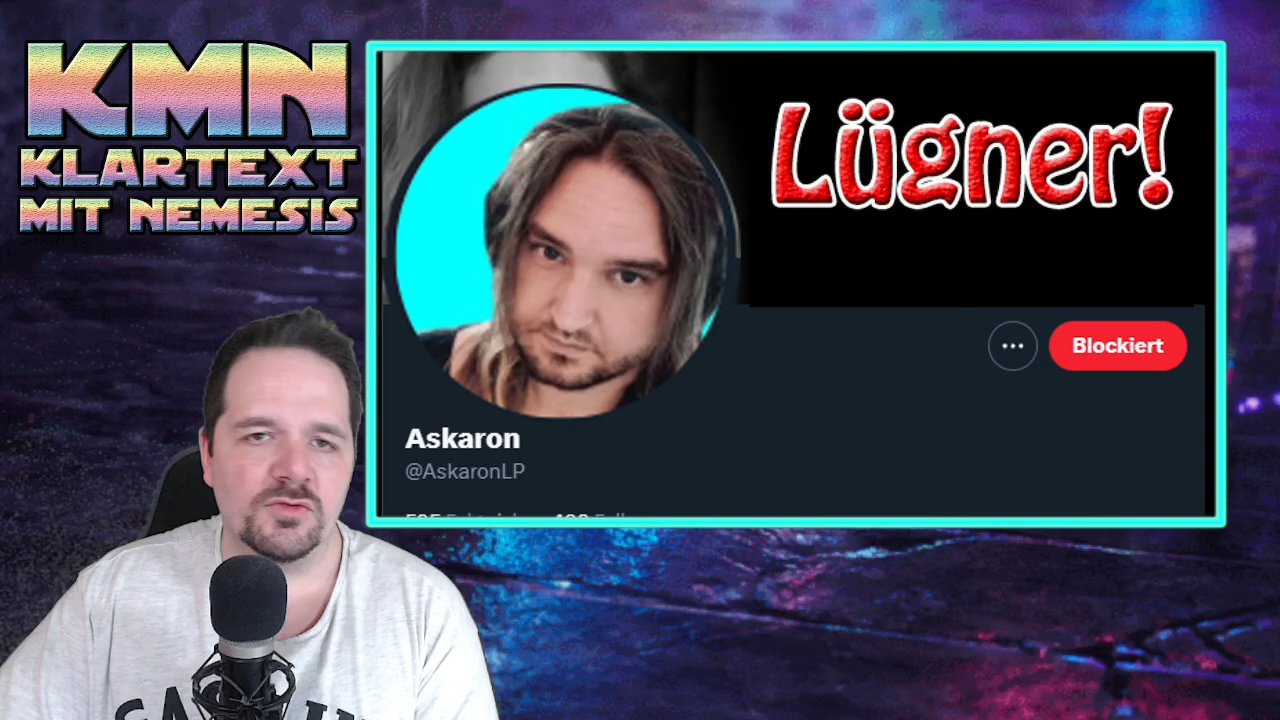 KMN
KLARTEXT
MIT NEMESIS
Lügner!
Blockiert
Askaron
@AskaronLP